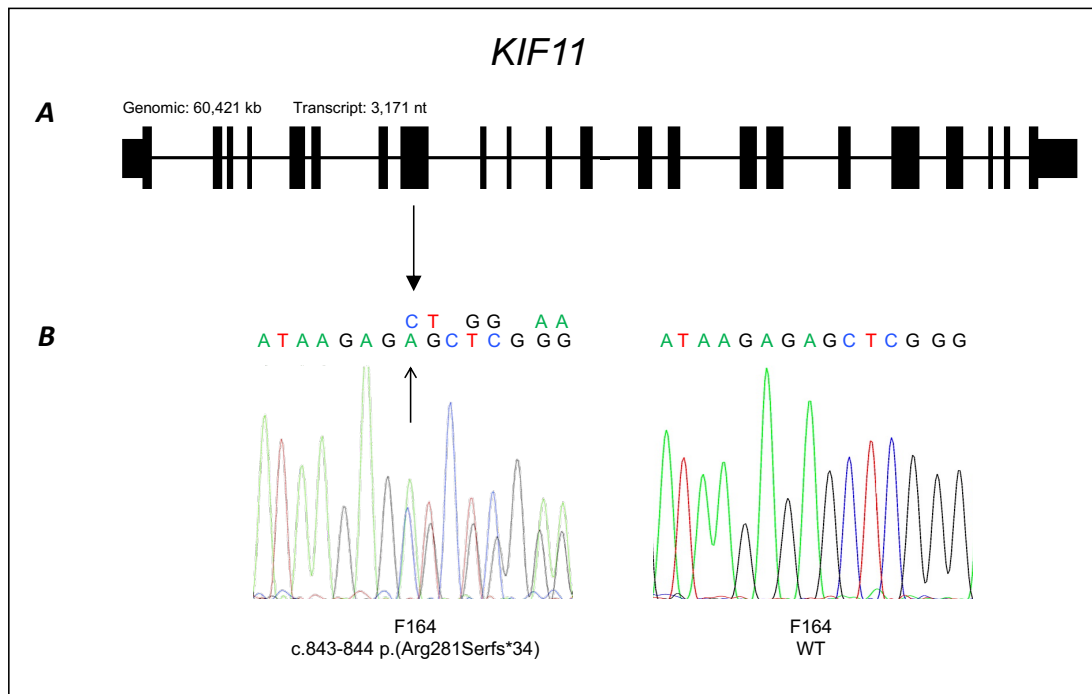 KIF11
A
Genomic: 60,421 kb Transcript: 3,171 nt
B
C T G G A A
A T A A G A G A G C T C G G G
A T A A G A G A G C T C G G G
F164
c.843-844 p.(Arg281Serfs*34)
F164
WT